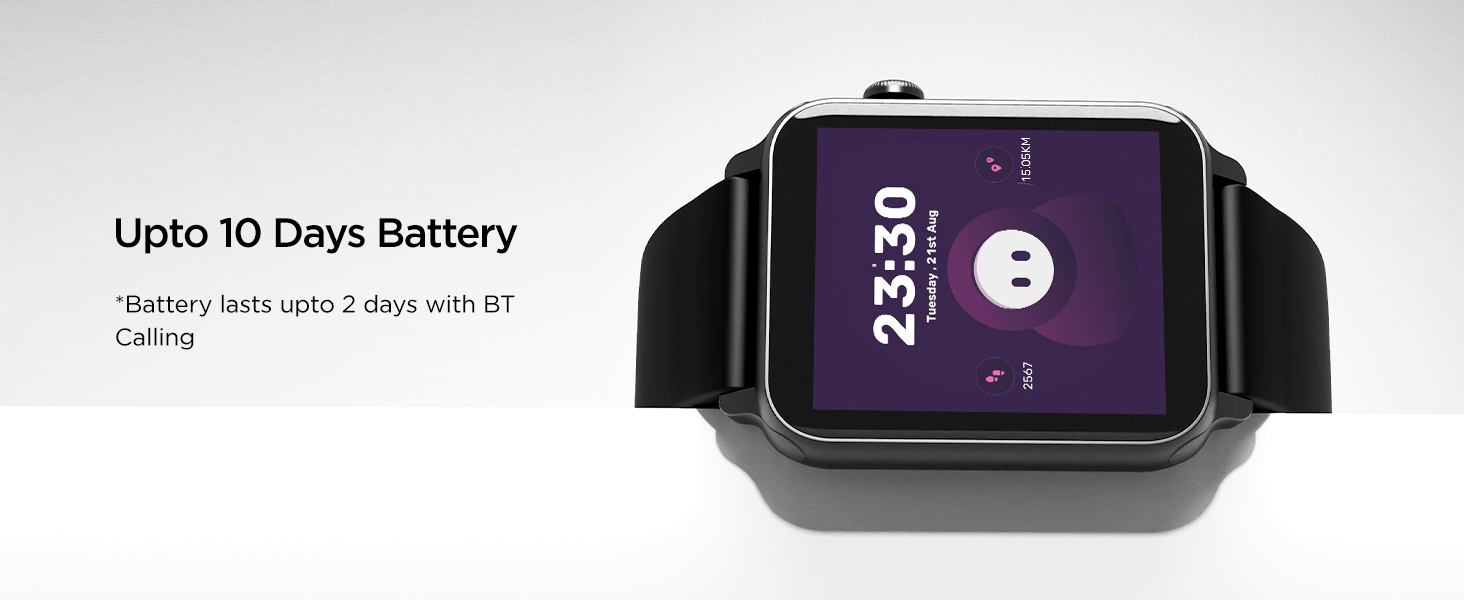 Upto 10 Days Battery
*Battery lasts upto 2 days with BT
Calling
23:30
Tuesday , 21st Aug
15.05KM
2567